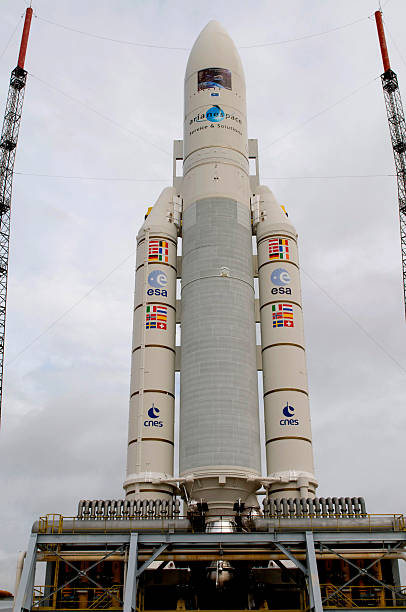 arianespace
Service & Solutions
esa
esa
cnes
cnes